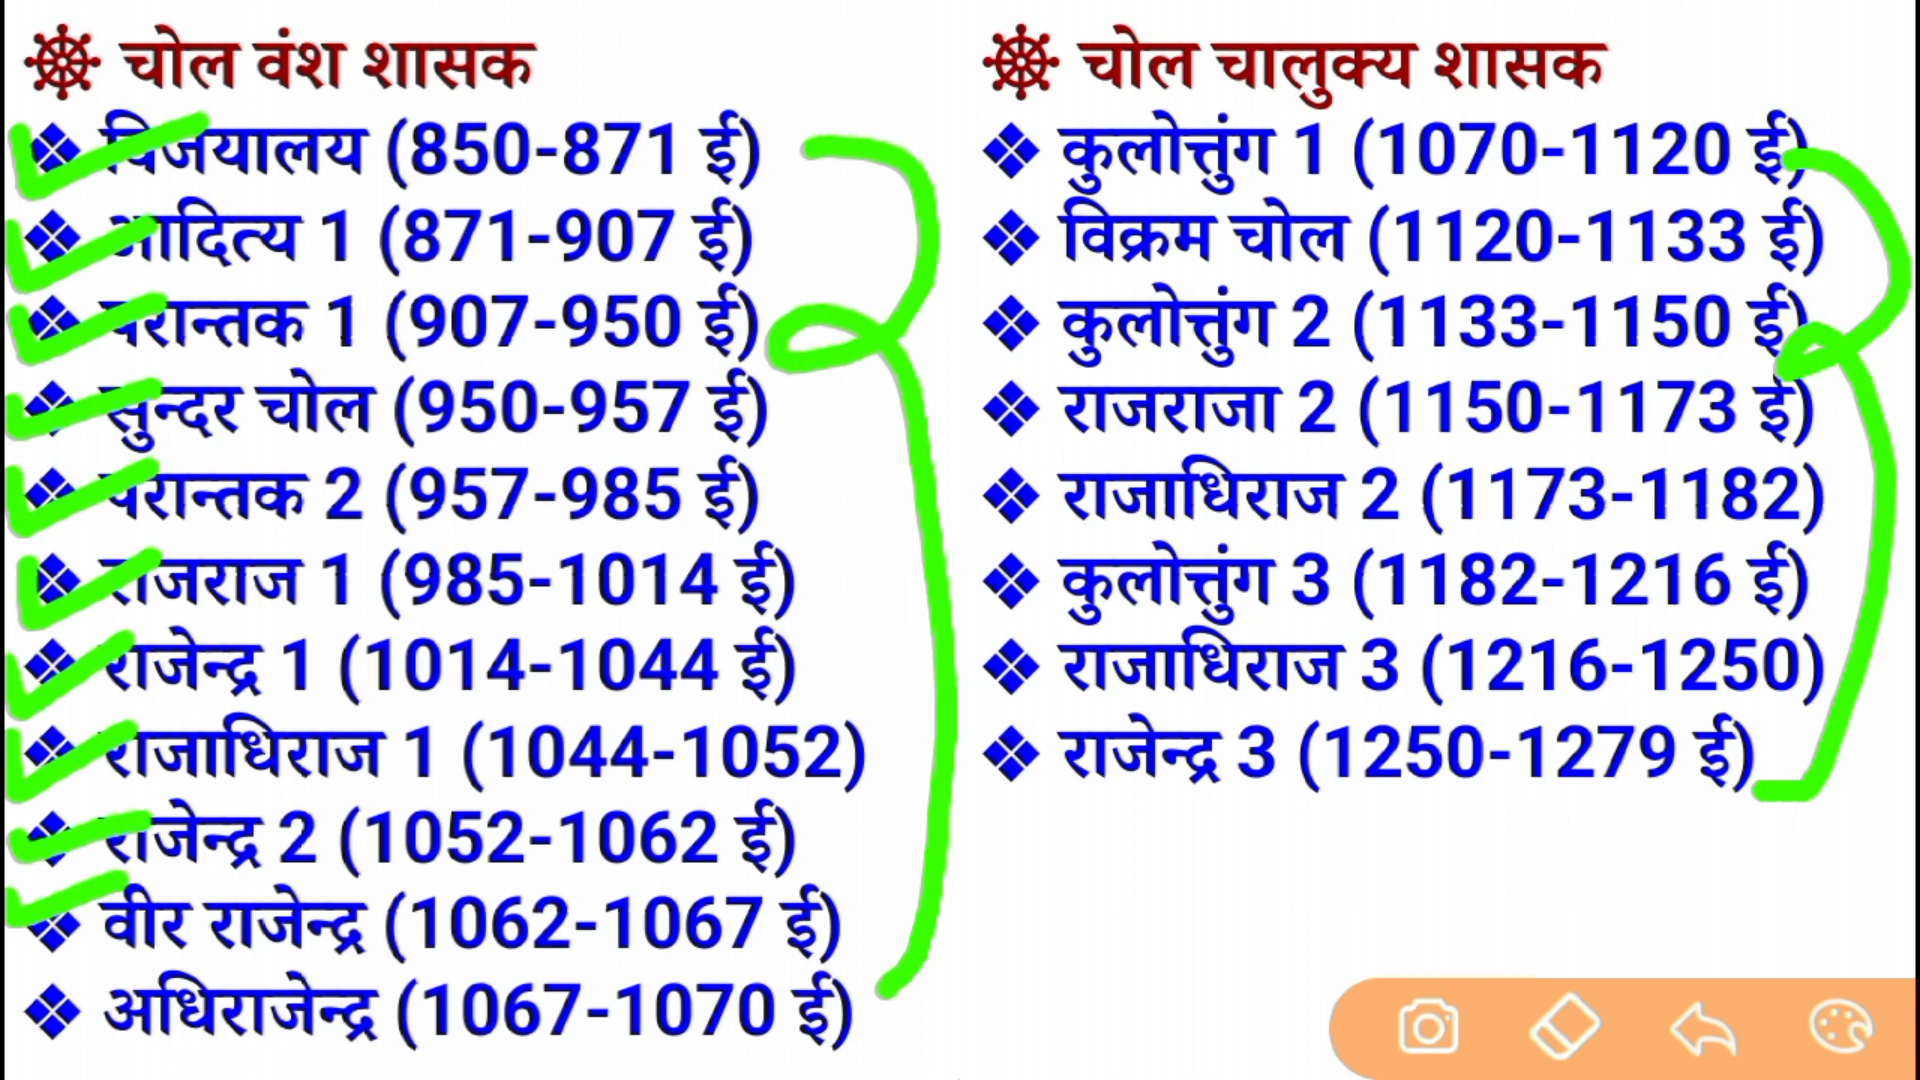 चोल वंश शासक
विजयालय (850-871 ई)
आदित्य 1 (871-907 ई)
परान्तक 1 (907-950 ई)
सुन्दर चोल (950-957 ई)
परान्तक 2 (957-985 ई)
राजराज 1 (985-1014 ई)
राजेन्द्र 1 (1014-1044 ई)
राजाधिराज 1 (1044-1052)
राजेन्द्र 2 (1052-1062 ई)
वीर राजेन्द्र (1062-1067 ई)
अधिराजेन्द्र (1067-1070 ई)
चोल चालुक्य शासक
कुलोत्तुंग 1 (1070-1120 ई)
विक्रम चोल (1120-1133 ई)
कुलोत्तुंग 2 (1133-1150 ई)
राजराजा 2 (1150-1173 ई)
राजाधिराज 2 (1173-1182)
कुलोत्तुंग 3 (1182-1216 ई)
राजाधिराज 3 (1216-1250)
राजेन्द्र 3 (1250-1279 ई)